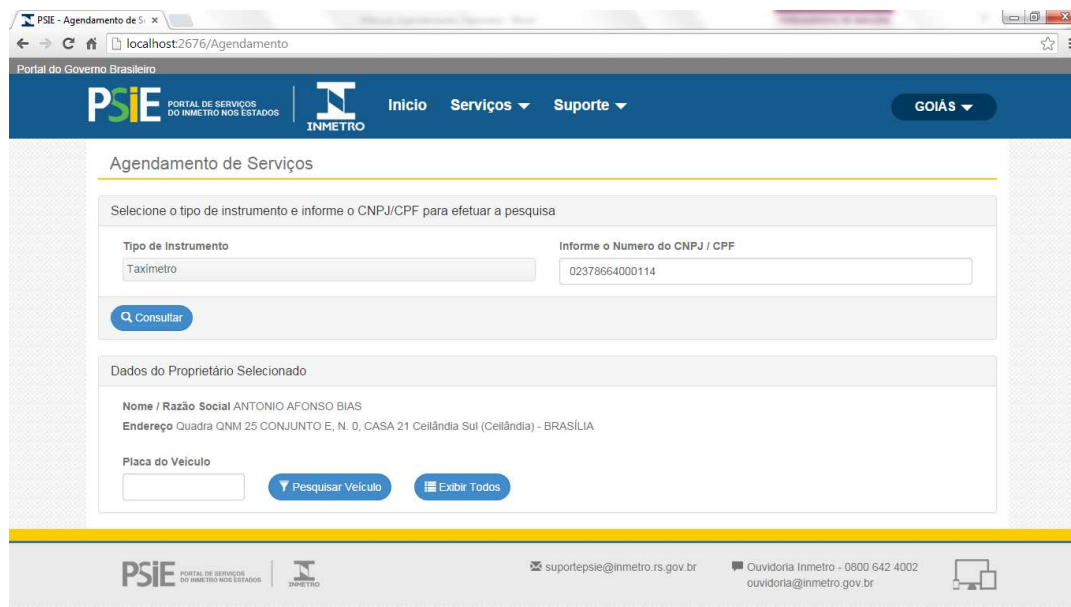 PSIE - Agendamento de S
localhost:2676/Agendamento
Portal do Governo Brasileiro
PSiE PORTAL DE SERVIÇOS
DO INMETRO NOS ESTADOS
INMETRO
Inicio Serviços Suporte
GOIÁS
Agendamento de Serviços
Selecione o tipo de instrumento e informe o CNPJ/CPF para efetuar a pesquisa
Tipo de Instrumento Informe o Numero do CNPJ / CPF
Taximetro 02378664000114
Consultar
Dados do Proprietário Selecionado
Nome / Razão Social ANTONIO AFONSO BIAS
Endereço Quadra QNM 25 CONJUNTO E, N. 0, CASA 21 Ceilândia Sul (Ceilândia) - BRASÍLIA
Placa do Veículo
Pesquisar Veículo Exibir Todos
PSiE PORTAL DE SERVIÇOS
DO INMETRO NOS ESTADOS
INMETRO
suportepsie@inmetro.rs.gov.br Ouvidoria Inmetro - 0800 642 4002
ouvidoria@inmetro.gov.br